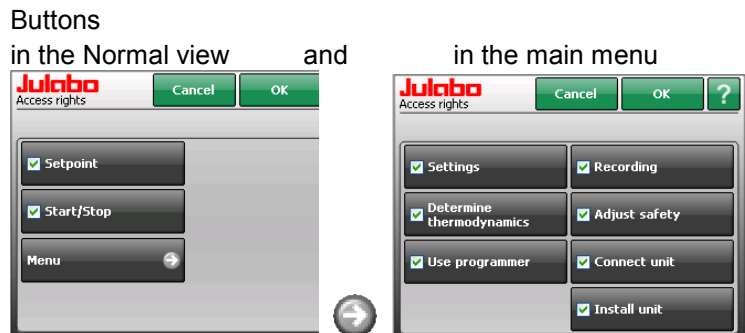 Buttons
in the Normal view and in the main menu
Julabo
Access rights
Cancel
OK
Setpoint
Start/Stop
Menu
Julabo
Access rights
Cancel
OK
?
Settings
Recording
Determine
thermodynamics
Adjust safety
Use programmer
Connect unit
Install unit